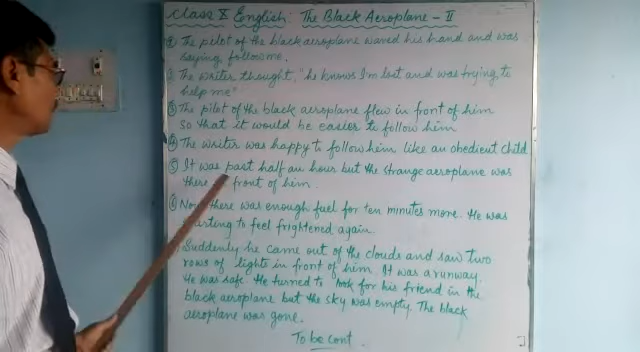 Class X English: The Black Aeroplane - II
① The pilot of the black aeroplane waved his hand and was
saying, follow me.
The writer thought, "he knows I'm lost and was trying to
help me"
③ The pilot of the black aeroplane flew in front of him
so that it would be easier to follow him
④ The writer was happy to follow him like an obedient child
⑤ It was past half an hour but the strange aeroplane was
there front of him.
⑥ Now there was enough fuel for ten minutes more. He was
starting to feel frightened again.
Suddenly he came out of the clouds and saw two
rows of lights in front of him. It was a runway.
He was safe. He turned to look for his friend in the
black aeroplane but the sky was empty. The black
aeroplane was gone.
To be cont.